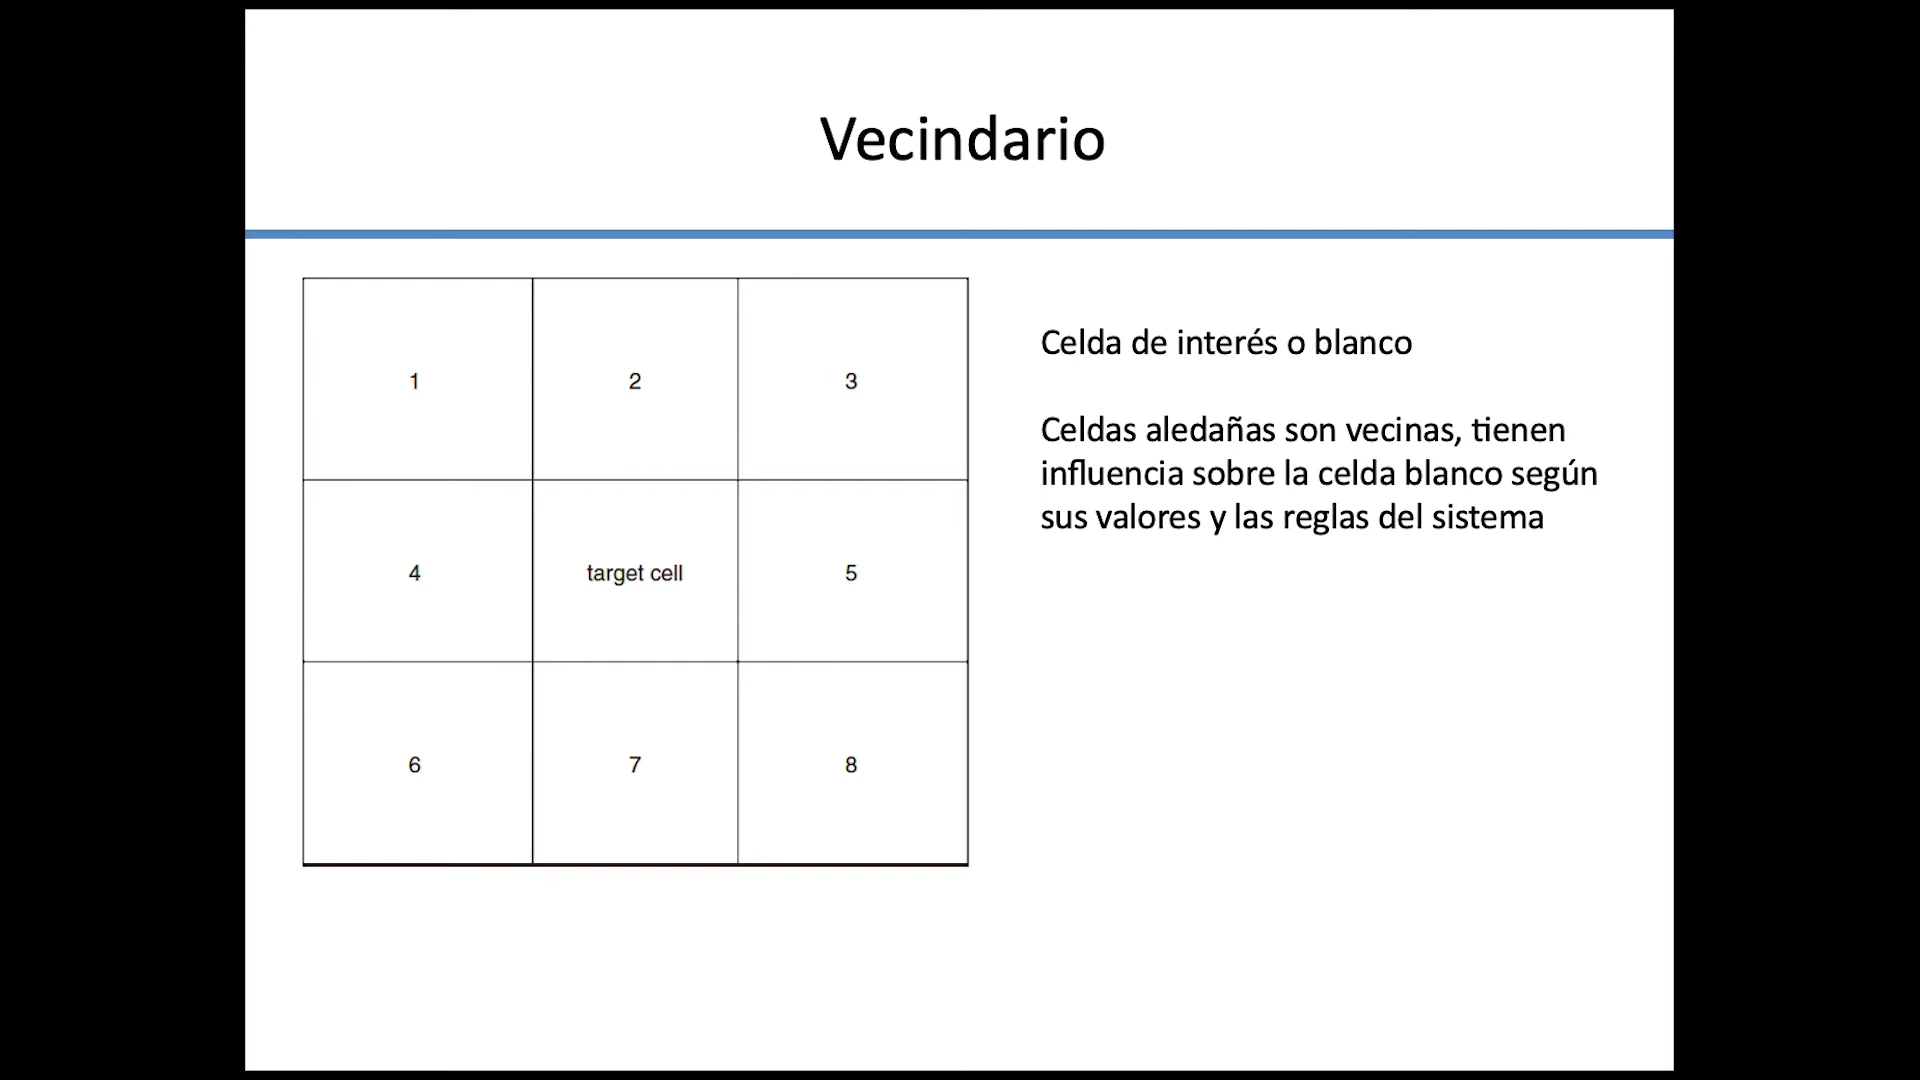 Vecindario
1 2 3
4 target cell 5
6 7 8
Celda de interés o blanco
Celdas aledañas son vecinas, tienen
influencia sobre la celda blanco según
sus valores y las reglas del sistema